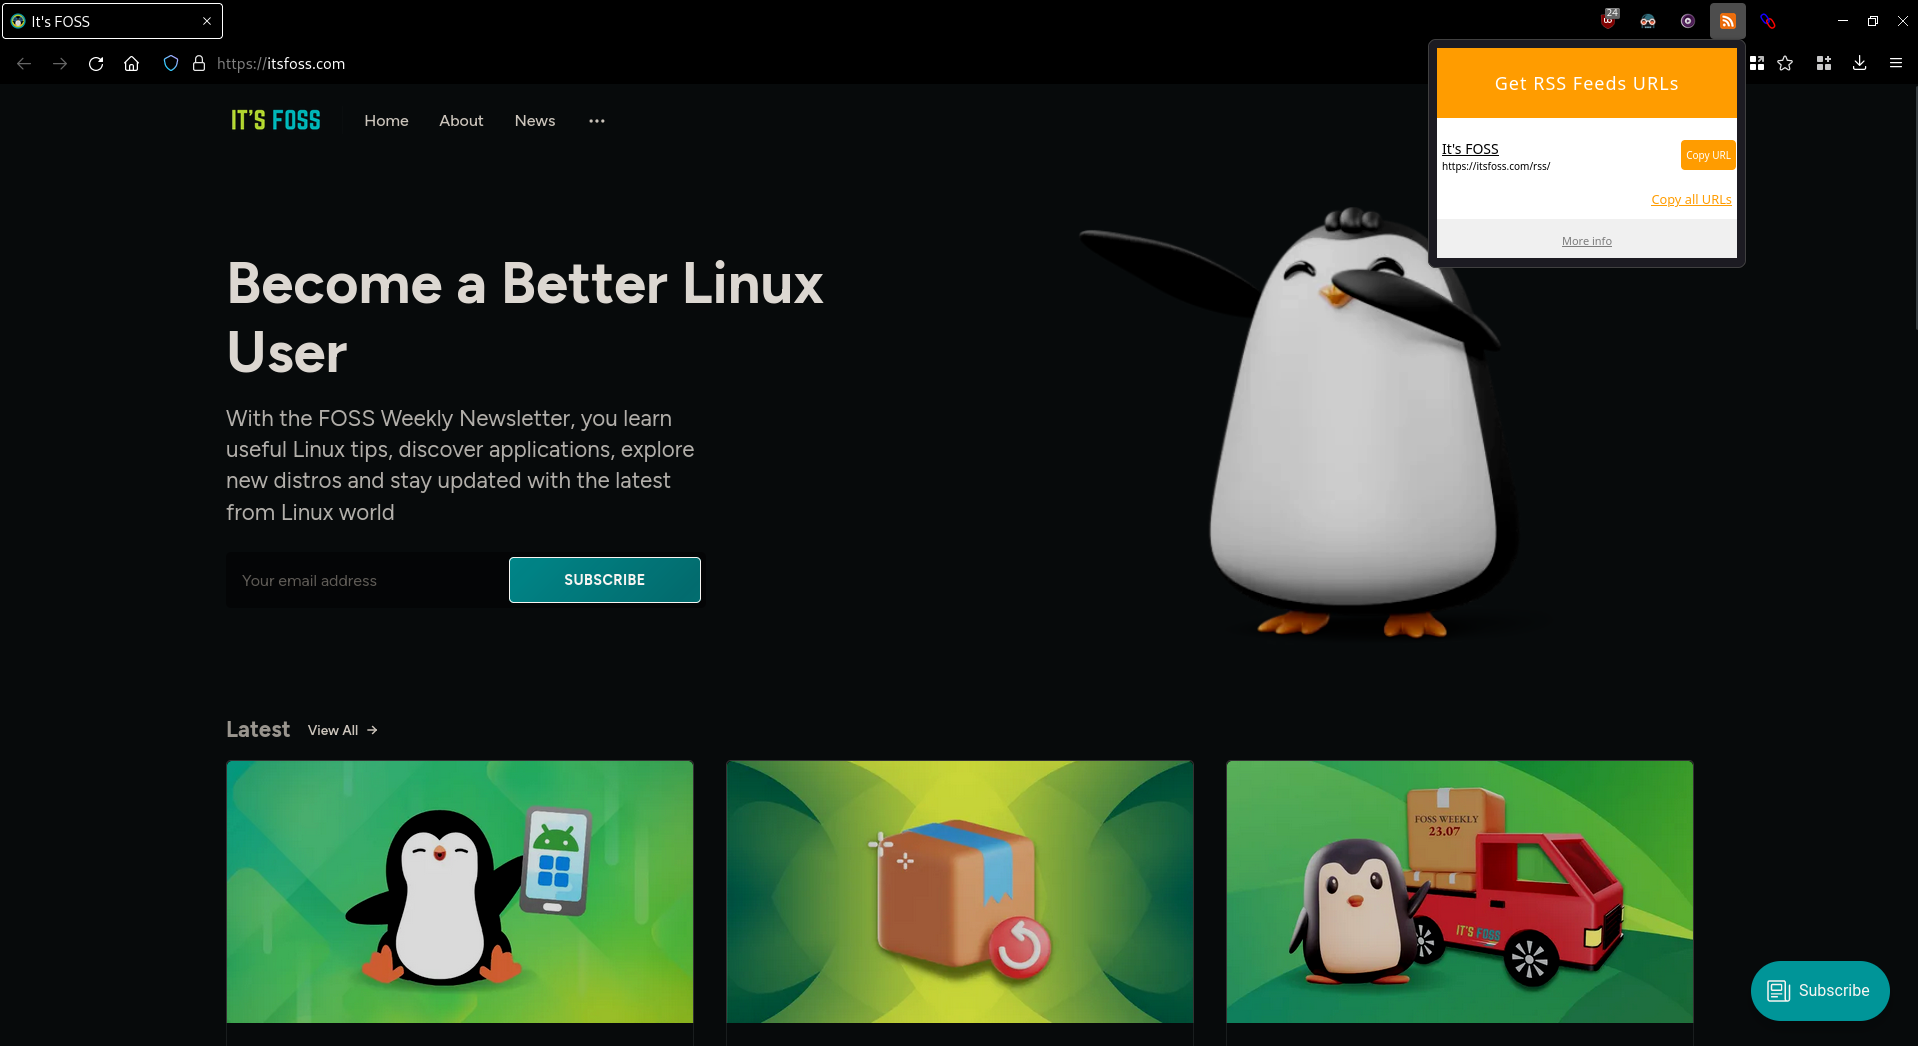 It's FOSS
24
https://itsfoss.com
Get RSS Feeds URLs
It's FOSS
https://itsfoss.com/rss/
Copy URL
Copy all URLs
More info
IT'S FOSS
Home
About
News
Become a Better Linux
User
With the FOSS Weekly Newsletter, you learn
useful Linux tips, discover applications, explore
new distros and stay updated with the latest
from Linux world
Your email address
SUBSCRIBE
Latest
View All
FOSS WEEKLY
23.07
IT'S FOSS
Subscribe